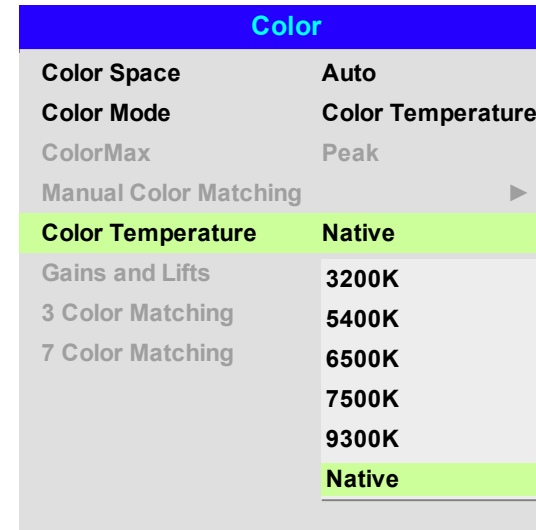 Color
Color Space Auto
Color Mode Color Temperature
ColorMax Peak
Manual Color Matching ►
Color Temperature Native
Gains and Lifts 3200K
3 Color Matching 5400K
7 Color Matching 6500K
7500K
9300K
Native